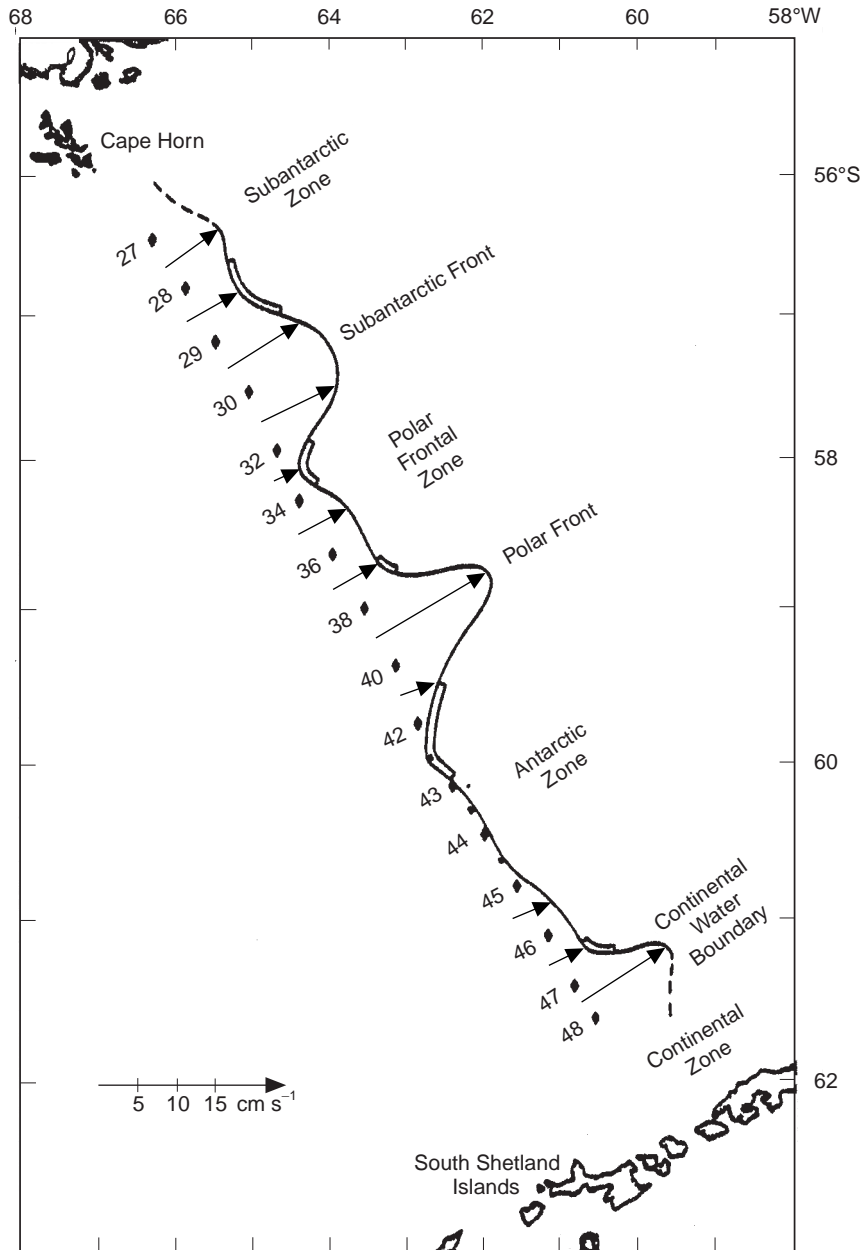 68
66
64
62
60
58°W
Cape Horn
Subantarctic
Zone
56°S
27
28
Subantarctic Front
29
30
Polar
Frontal
Zone
32
58
34
36
Polar Front
38
40
42
Antarctic
Zone
60
43
44
45
Continental
Water
Boundary
46
47
48
Continental
Zone
62
5 10 15 cm s⁻¹
South Shetland
Islands